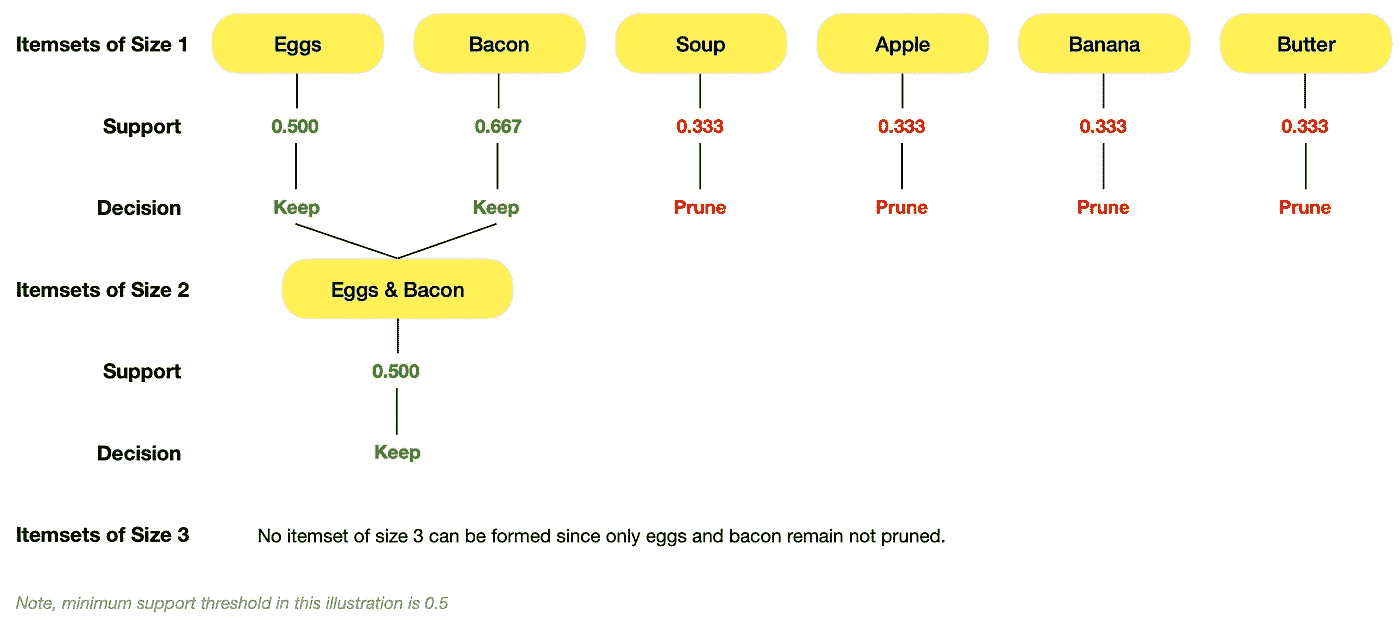 Itemsets of Size 1 Eggs Bacon Soup Apple Banana Butter
Support 0.500 0.667 0.333 0.333 0.333 0.333
Decision Keep Keep Prune Prune Prune Prune
Itemsets of Size 2 Eggs & Bacon
Support 0.500
Decision Keep
Itemsets of Size 3 No itemset of size 3 can be formed since only eggs and bacon remain not pruned.
Note, minimum support threshold in this illustration is 0.5